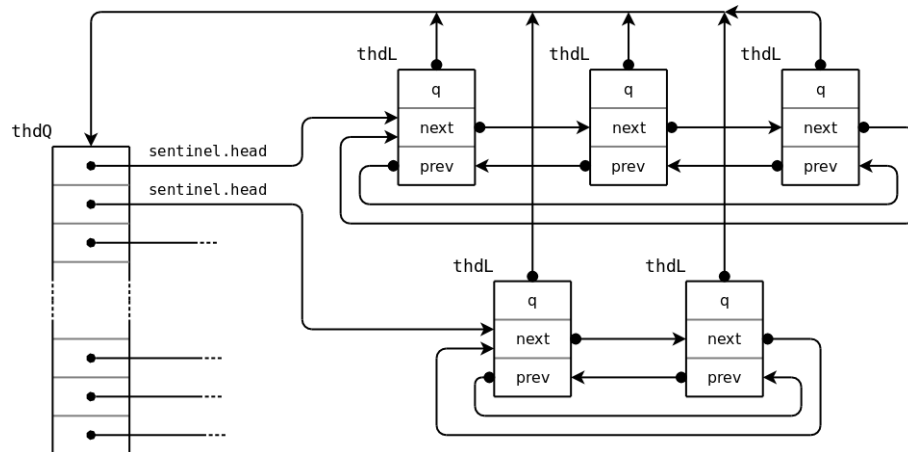 thdL thdL thdL
q q q
thdQ next next next
sentinel.head
prev prev prev
sentinel.head
thdL thdL
q q
next next
prev prev